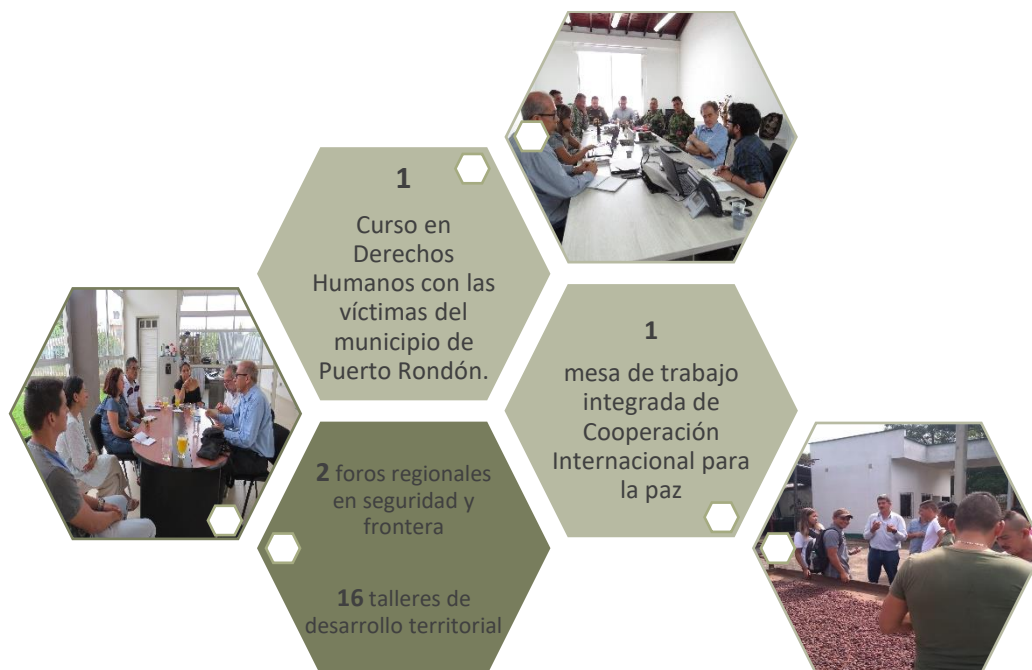 1
Curso en
Derechos
Humanos con las
víctimas del
municipio de
Puerto Rondón.
1
mesa de trabajo
integrada de
Cooperación
Internacional para
la paz
2 foros regionales
en seguridad y
frontera
16 talleres de
desarrollo territorial